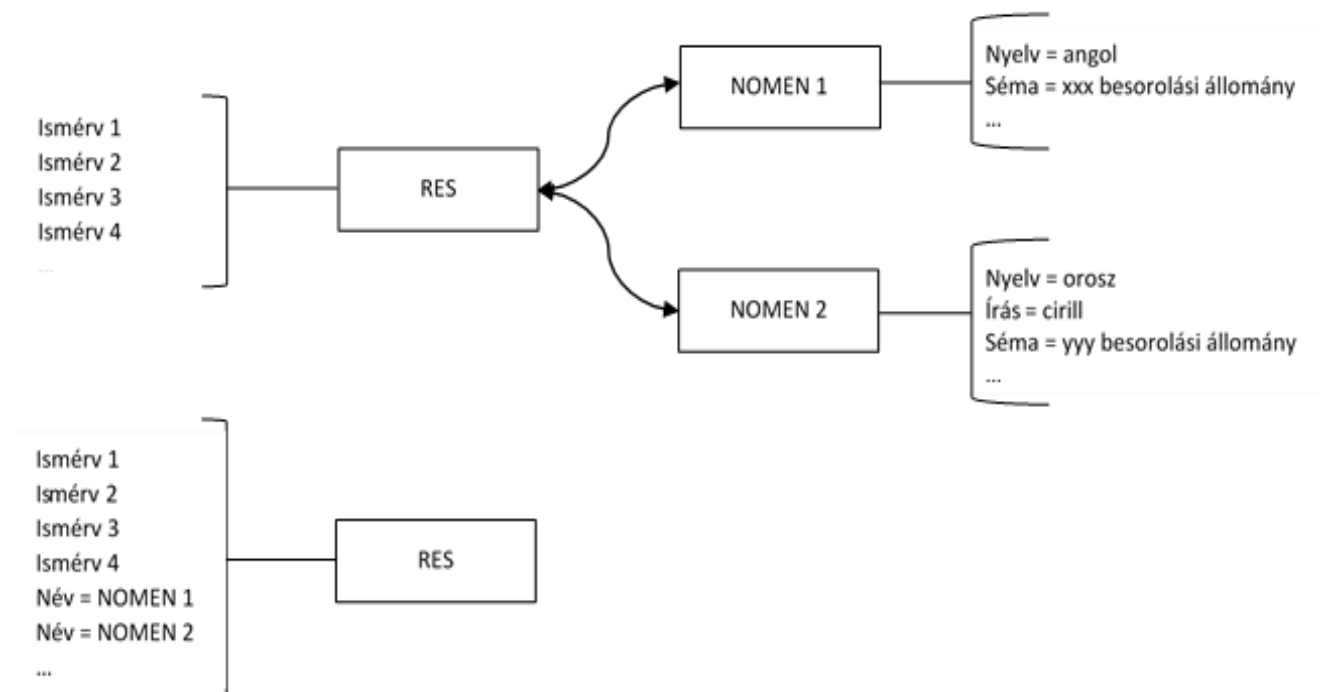 Ismérv 1
Ismérv 2
Ismérv 3
Ismérv 4
...
RES
NOMEN 1
Nyelv = angol
Séma = xxx besorolási állomány
...
NOMEN 2
Nyelv = orosz
Írás = cirill
Séma = yyy besorolási állomány
...
Ismérv 1
Ismérv 2
Ismérv 3
Ismérv 4
Név = NOMEN 1
Név = NOMEN 2
...
RES